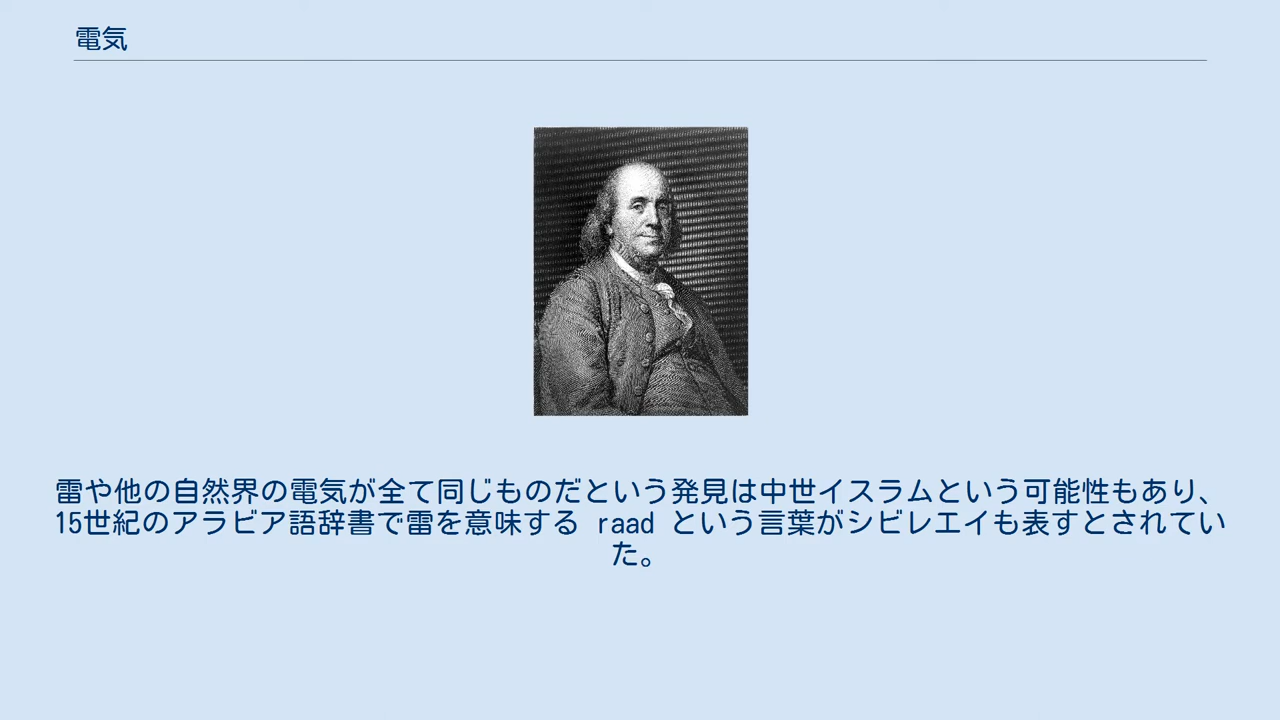 電気
雷や他の自然界の電気が全て同じものだという発見は中世イスラムという可能性もあり、
15世紀のアラビア語辞書で雷を意味する raad という言葉がシビレエイも表すとされてい
た。